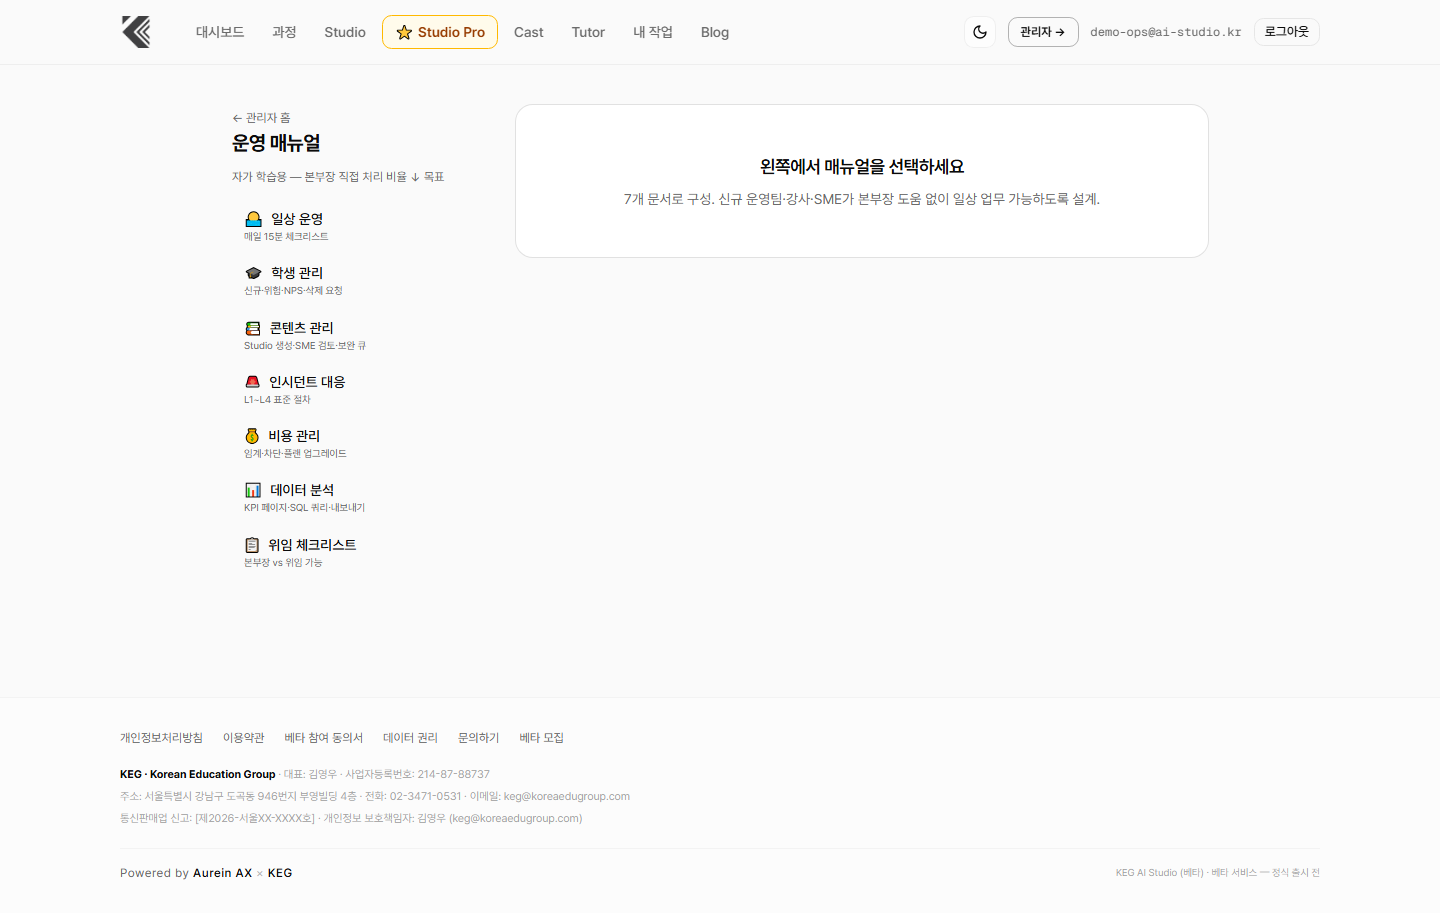 대시보드 과정 Studio Studio Pro Cast Tutor 내 작업 Blog 관리자 → demo-ops@ai-studio.kr 로그아웃
← 관리자 홈
운영 매뉴얼
자가 학습용 — 본부장 직접 처리 비율 ↓ 목표
일상 운영
매일 15분 체크리스트
학생 관리
신규·위험·NPS·삭제 요청
콘텐츠 관리
Studio 생성·SME 검토·보완 큐
인시던트 대응
L1~L4 표준 절차
비용 관리
임계·차단·플랜 업그레이드
데이터 분석
KPI 페이지·SQL 쿼리·내보내기
위임 체크리스트
본부장 vs 위임 가능
왼쪽에서 매뉴얼을 선택하세요
7개 문서로 구성. 신규 운영팀·강사·SME가 본부장 도움 없이 일상 업무 가능하도록 설계.
개인정보처리방침 이용약관 베타 참여 동의서 데이터 권리 문의하기 베타 모집
KEG · Korean Education Group · 대표: 김영우 · 사업자등록번호: 214-87-88737
주소: 서울특별시 강남구 도곡동 946번지 부영빌딩 4층 · 전화: 02-3471-0531 · 이메일: keg@koreaedugroup.com
통신판매업 신고: [제2026-서울XX-XXXX호] · 개인정보 보호책임자: 김영우 (keg@koreaedugroup.com)
Powered by Aurein AX × KEG
KEG AI Studio (베타) · 베타 서비스 — 정식 출시 전